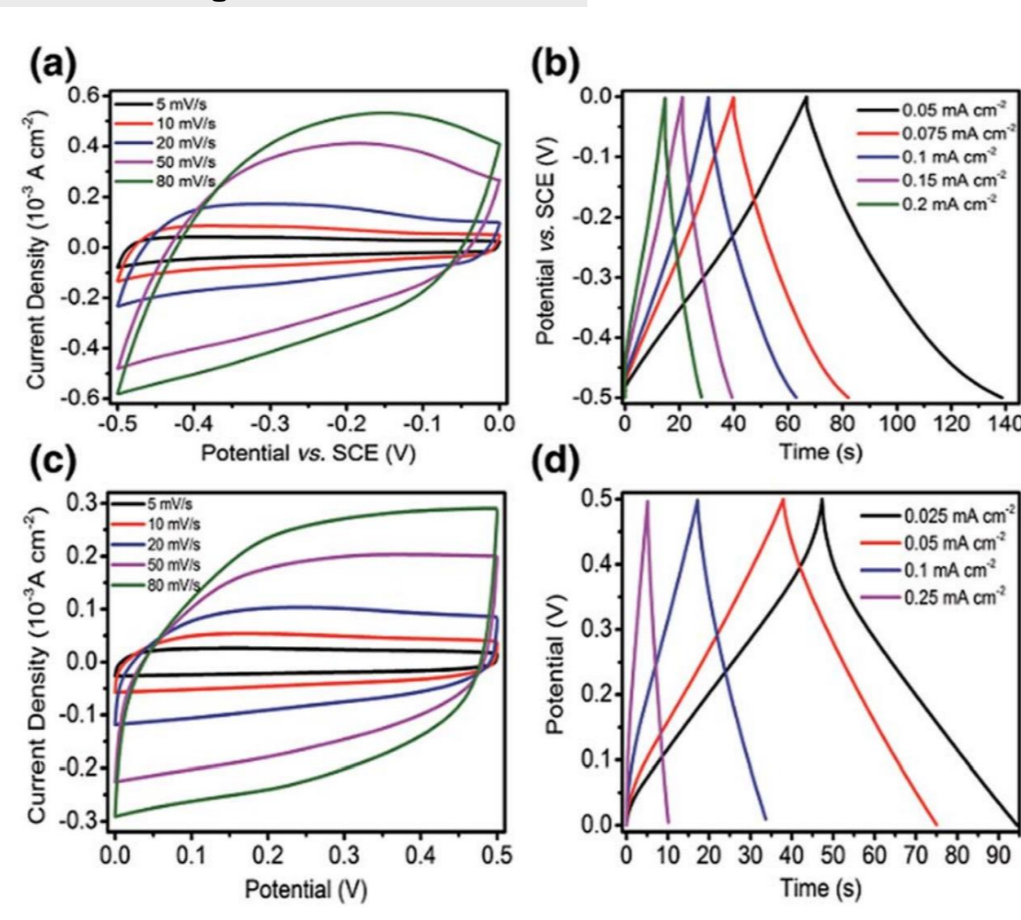 (a)
0.6
0.4
0.2
0.0
-0.2
-0.4
-0.6
5 mV/s
10 mV/s
20 mV/s
50 mV/s
80 mV/s
Current Density (10⁻³ A cm⁻²)
-0.5 -0.4 -0.3 -0.2 -0.1 0.0
Potential vs. SCE (V)
(b)
0.0
-0.1
-0.2
-0.3
-0.4
-0.5
0.05 mA cm⁻²
0.075 mA cm⁻²
0.1 mA cm⁻²
0.15 mA cm⁻²
0.2 mA cm⁻²
Potential vs. SCE (V)
0 20 40 60 80 100 120 140
Time (s)
(c)
0.3
0.2
0.1
0.0
-0.1
-0.2
-0.3
5 mV/s
10 mV/s
20 mV/s
50 mV/s
80 mV/s
Current Density (10⁻³A cm⁻²)
0.0 0.1 0.2 0.3 0.4 0.5
Potential (V)
(d)
0.5
0.4
0.3
0.2
0.1
0.0
0.025 mA cm⁻²
0.05 mA cm⁻²
0.1 mA cm⁻²
0.25 mA cm⁻²
Potential (V)
0 10 20 30 40 50 60 70 80 90
Time (s)